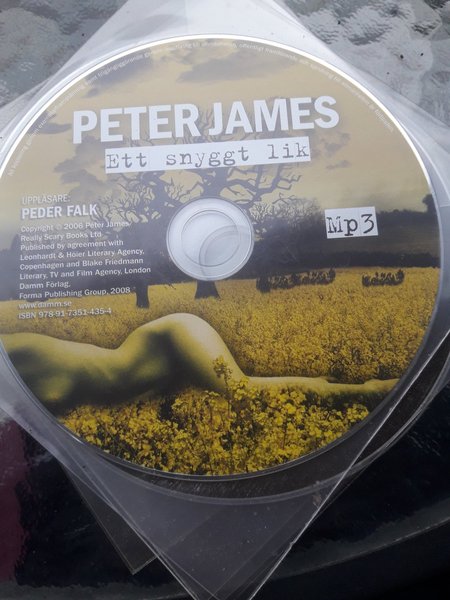 PETER JAMES
Ett snyggt lik
UPPLÄSARE:
PEDER FALK
Copyright © 2006 Peter James/
Really Scary Books Ltd
Published by agreement with
Leonhardt & Høier Literary Agency,
Copenhagen and Blake Friedmann
Literary, TV and Film Agency, London
Damm Förlag,
Forma Publishing Group, 2008
www.damm.se
ISBN 978-91-7351-435-4
Mp3